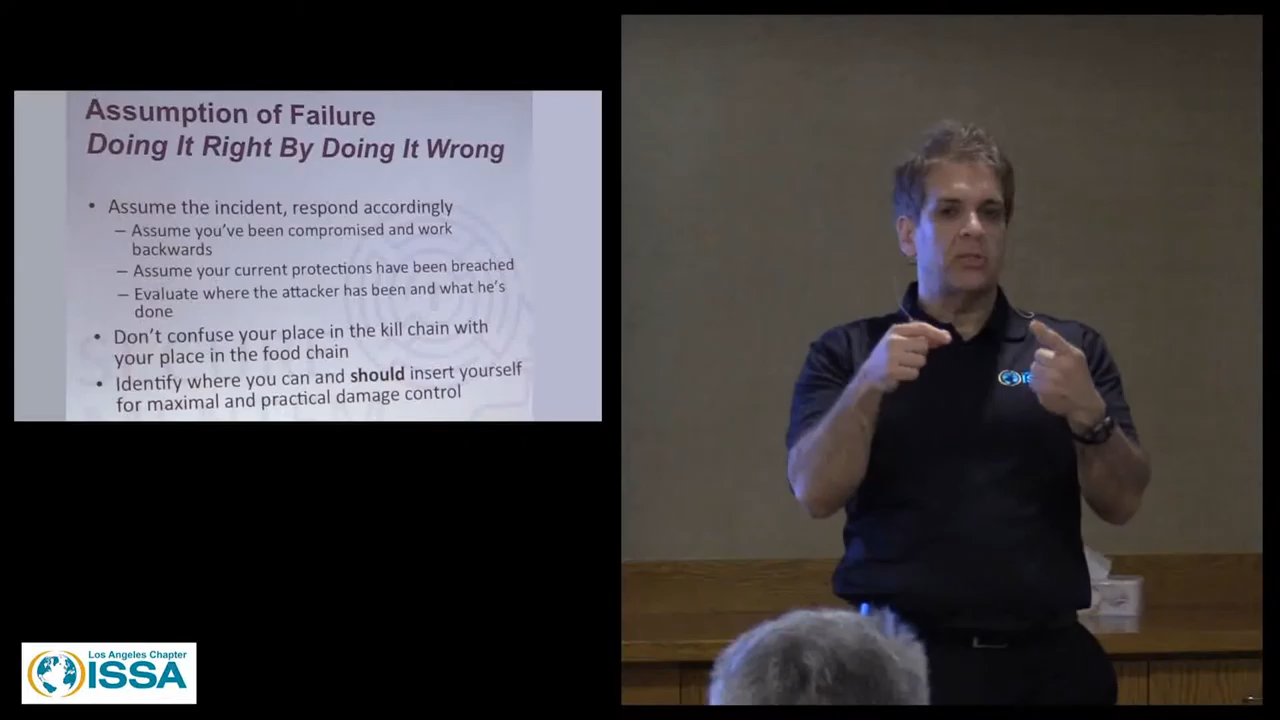 Assumption of Failure
Doing It Right By Doing It Wrong
• Assume the incident, respond accordingly
– Assume you've been compromised and work
backwards
– Assume your current protections have been breached
– Evaluate where the attacker has been and what he's
done
• Don't confuse your place in the kill chain with
your place in the food chain
• Identify where you can and should insert yourself
for maximal and practical damage control
Los Angeles Chapter
ISSA
IS